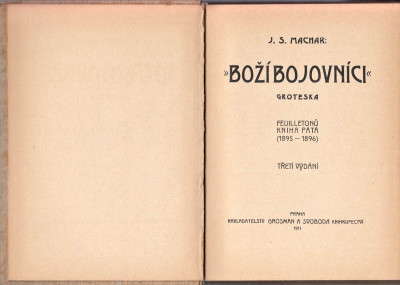 J. S. MACHAR:
»BOŽÍ BOJOVNÍCI«
GROTESKA
FEUILLETONŮ
KNIHA PÁTÁ
(1895 – 1896)
TŘETÍ VYDÁNÍ
PRAHA
NAKLADATELSTVÍ GROSMAN A SVOBODA KNIHKUPECTVÍ
1911